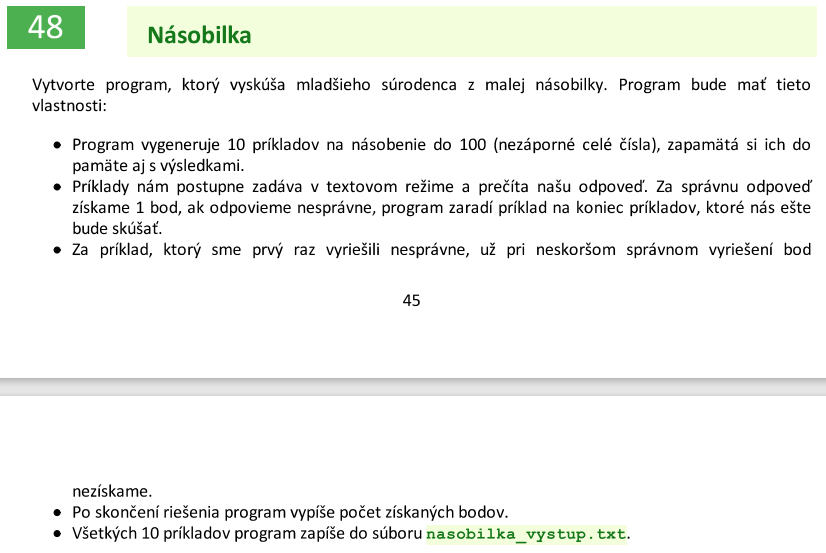 48
Násobilka
Vytvorte program, ktorý vyskúša mladšieho súrodenca z malej násobilky. Program bude mať tieto
vlastnosti:
● Program vygeneruje 10 príkladov na násobenie do 100 (nezáporné celé čísla), zapamätá si ich do
pamäte aj s výsledkami.
● Príklady nám postupne zadáva v textovom režime a prečíta našu odpoveď. Za správnu odpoveď
získame 1 bod, ak odpovieme nesprávne, program zaradí príklad na koniec príkladov, ktoré nás ešte
bude skúšať.
● Za príklad, ktorý sme prvý raz vyriešili nesprávne, už pri neskoršom správnom vyriešení bod
45
nezískame.
● Po skončení riešenia program vypíše počet získaných bodov.
● Všetkých 10 príkladov program zapíše do súboru nasobilka_vystup.txt.